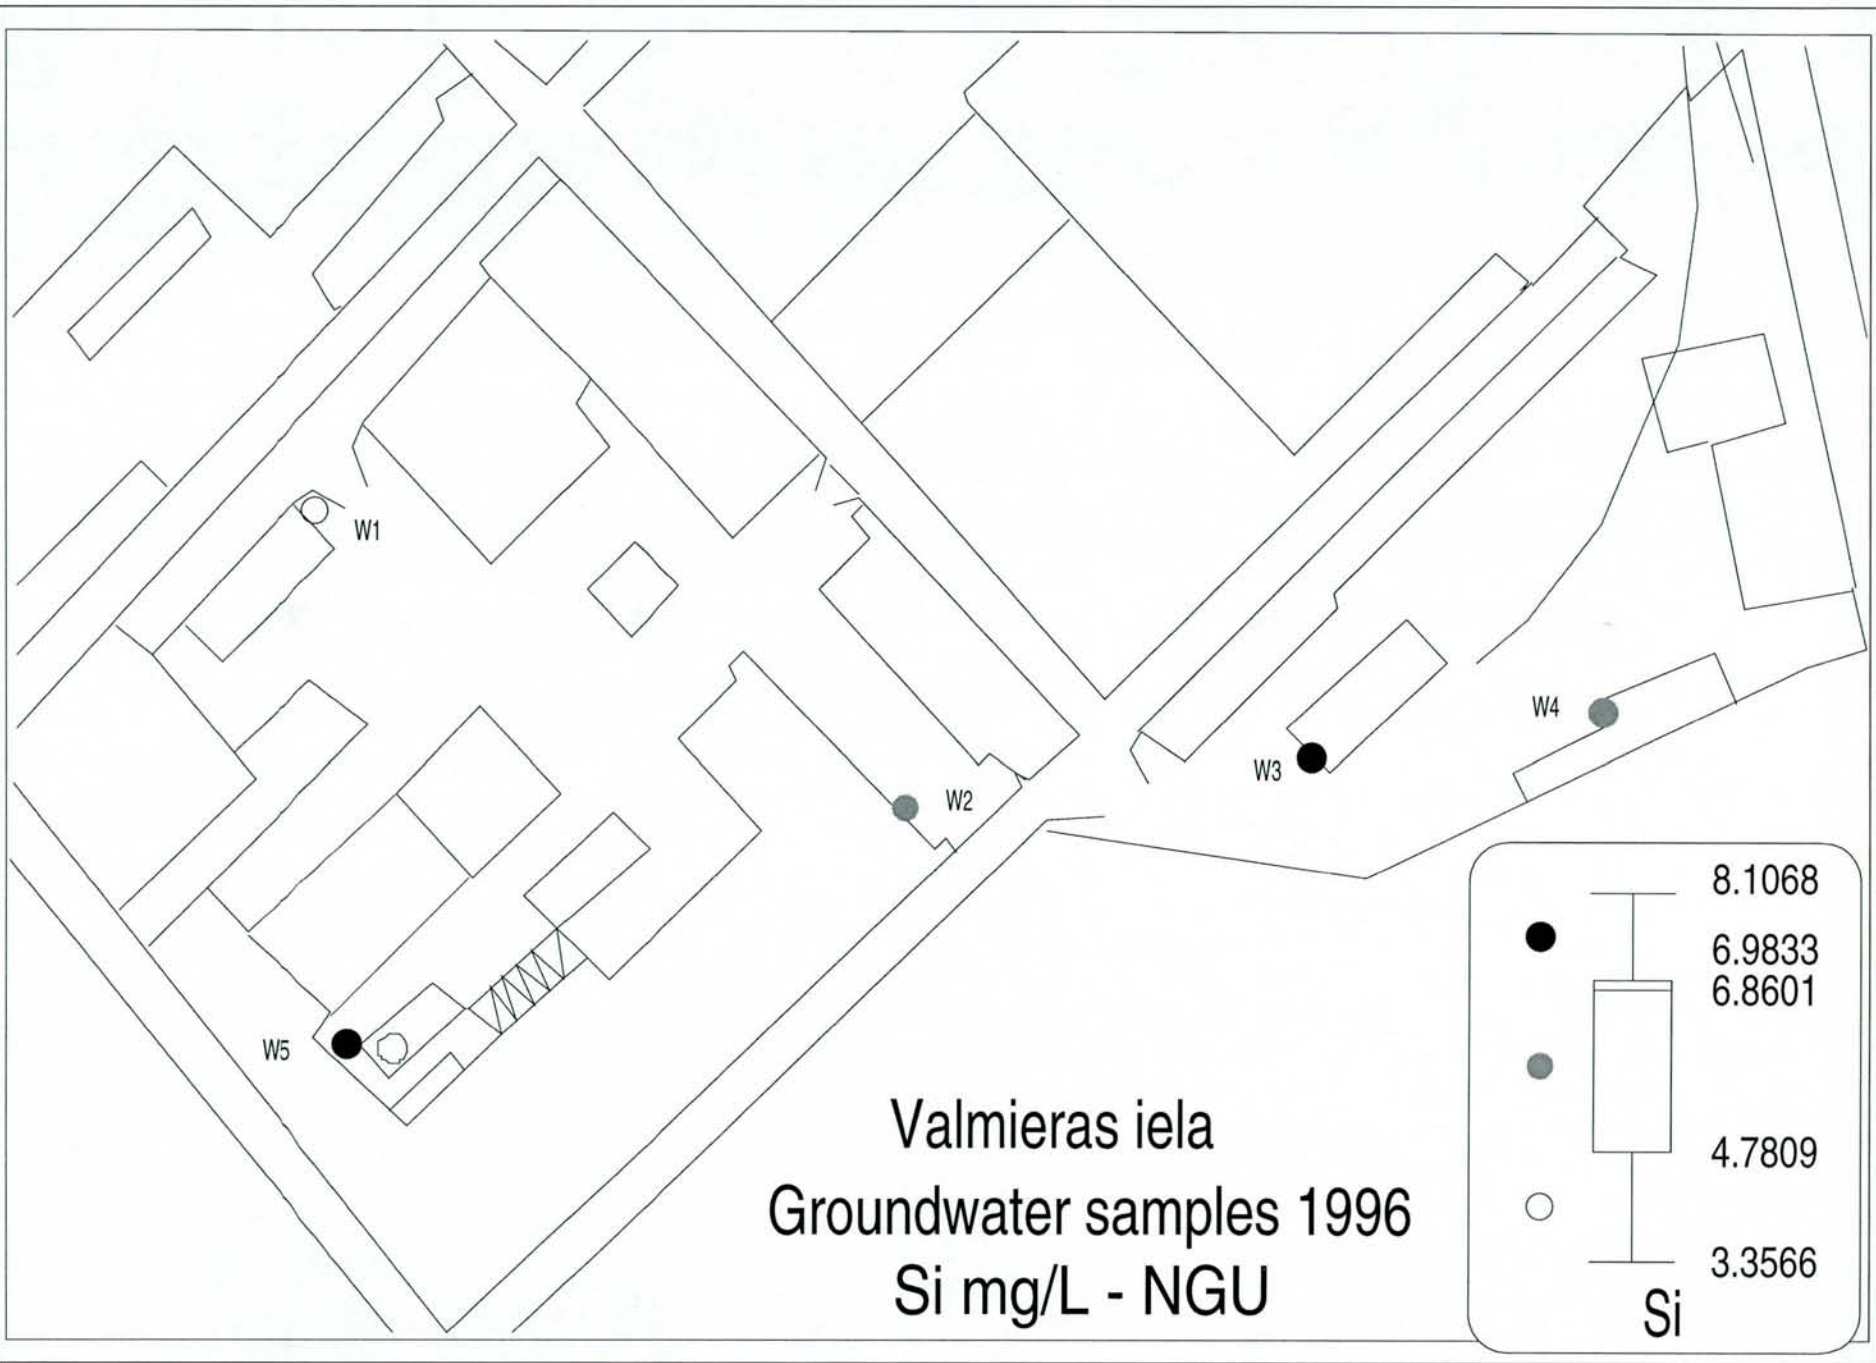 W1
W2
W3
W4
W5
Valmieras iela
Groundwater samples 1996
Si mg/L - NGU
8.1068
6.9833
6.8601
4.7809
3.3566
Si